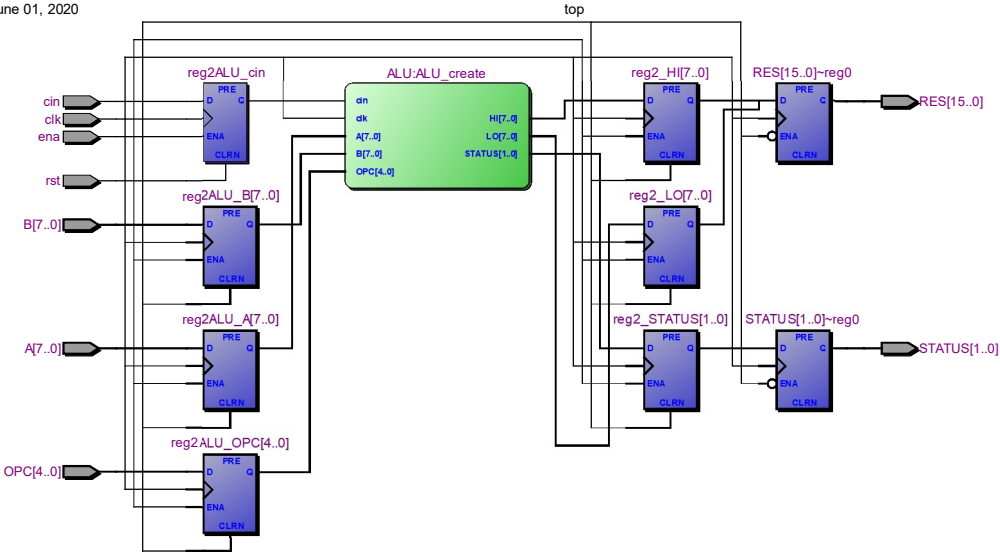 une 01, 2020
top
reg2ALU_cin
PRE
D Q
ENA
CLRN
ALU:ALU_create
cin
clk
A[7..0]
B[7..0]
OPC[4..0]
HI[7..0]
LO[7..0]
STATUS[1..0]
reg2_HI[7..0]
PRE
D Q
ENA
CLRN
RES[15..0]~reg0
PRE
D Q
ENA
CLRN
RES[15..0]
cin
clk
ena
rst
B[7..0]
reg2ALU_B[7..0]
PRE
D Q
ENA
CLRN
reg2_LO[7..0]
PRE
D Q
ENA
CLRN
A[7..0]
reg2ALU_A[7..0]
PRE
D Q
ENA
CLRN
reg2_STATUS[1..0]
PRE
D Q
ENA
CLRN
STATUS[1..0]~reg0
PRE
D Q
ENA
CLRN
STATUS[1..0]
OPC[4..0]
reg2ALU_OPC[4..0]
PRE
D Q
ENA
CLRN